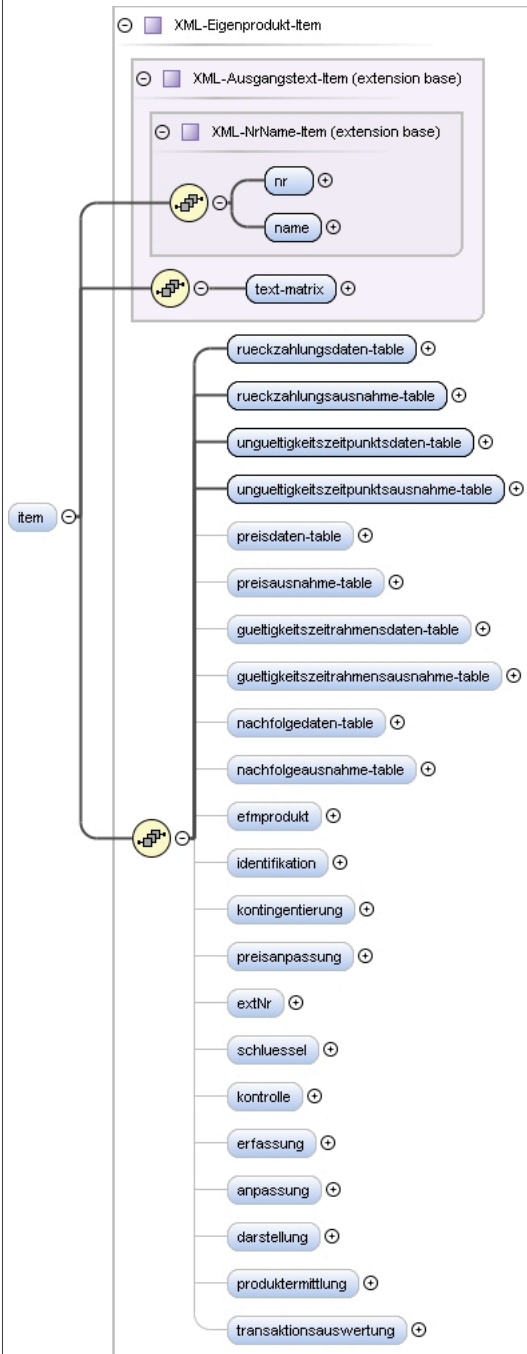 XML-Eigenprodukt-Item
XML-Ausgangstext-Item (extension base)
XML-NrName-Item (extension base)
nr
name
text-matrix
rueckzahlungsdaten-table
rueckzahlungsausnahme-table
ungueltigkeitszeitpunktsdaten-table
ungueltigkeitszeitpunktsausnahme-table
item
preisdaten-table
preisausnahme-table
gueltigkeitszeitrahmensdaten-table
gueltigkeitszeitrahmensausnahme-table
nachfolgedaten-table
nachfolgeausnahme-table
efmprodukt
identifikation
kontingentierung
preisanpassung
extNr
schluessel
kontrolle
erfassung
anpassung
darstellung
produktermittlung
transaktionsauswertung